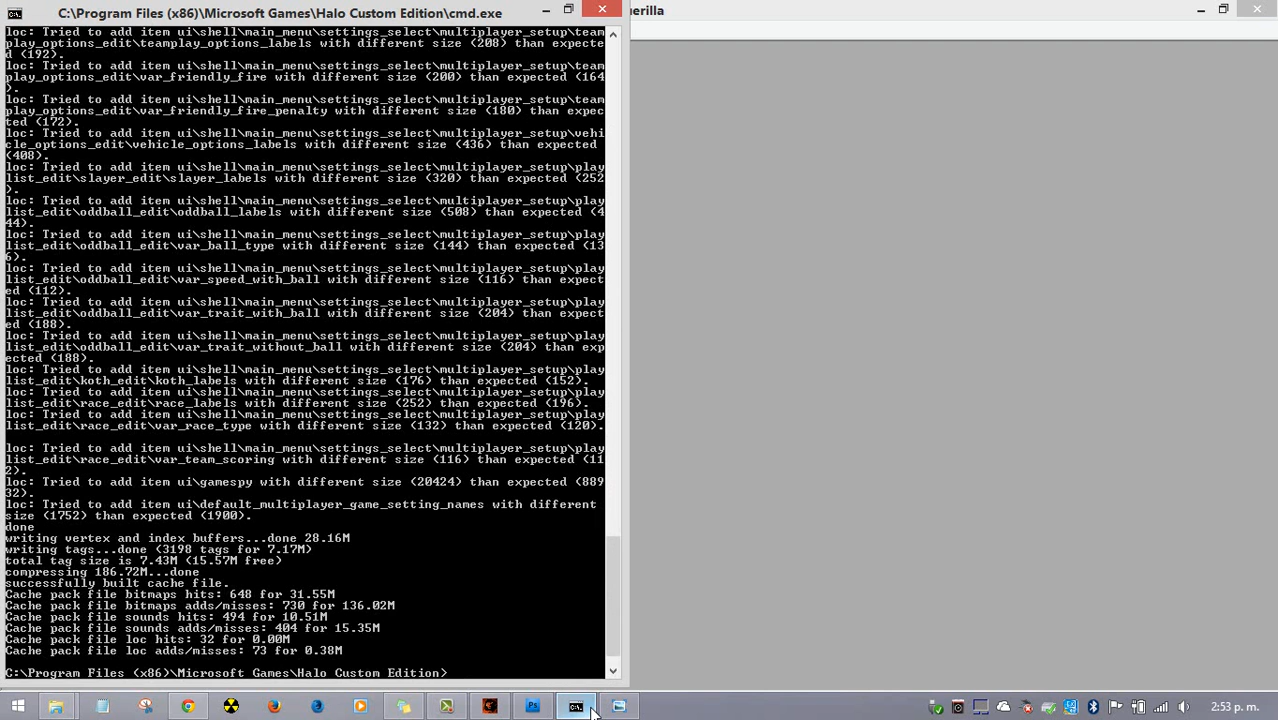 C:\Program Files (x86)\Microsoft Games\Halo Custom Edition\cmd.exe
uerilla
loc: Tried to add item ui\shell\main_menu\settings_select\multiplayer_setup\team
play_options_edit\teamplay_options_labels with different size (208) than expecte
d (192).
loc: Tried to add item ui\shell\main_menu\settings_select\multiplayer_setup\team
play_options_edit\var_friendly_fire with different size (200) than expected (164
).
loc: Tried to add item ui\shell\main_menu\settings_select\multiplayer_setup\team
play_options_edit\var_friendly_fire_penalty with different size (180) than expec
ted (172).
loc: Tried to add item ui\shell\main_menu\settings_select\multiplayer_setup\vehi
cle_options_edit\vehicle_options_labels with different size (436) than expected
(408).
loc: Tried to add item ui\shell\main_menu\settings_select\multiplayer_setup\play
list_edit\slayer_edit\slayer_labels with different size (320) than expected (252
).
loc: Tried to add item ui\shell\main_menu\settings_select\multiplayer_setup\play
list_edit\oddball_edit\oddball_labels with different size (508) than expected (4
44).
loc: Tried to add item ui\shell\main_menu\settings_select\multiplayer_setup\play
list_edit\oddball_edit\var_ball_type with different size (144) than expected (13
6).
loc: Tried to add item ui\shell\main_menu\settings_select\multiplayer_setup\play
list_edit\oddball_edit\var_speed_with_ball with different size (116) than expect
ed (112).
loc: Tried to add item ui\shell\main_menu\settings_select\multiplayer_setup\play
list_edit\oddball_edit\var_trait_with_ball with different size (204) than expect
ed (188).
loc: Tried to add item ui\shell\main_menu\settings_select\multiplayer_setup\play
list_edit\oddball_edit\var_trait_without_ball with different size (204) than exp
ected (188).
loc: Tried to add item ui\shell\main_menu\settings_select\multiplayer_setup\play
list_edit\koth_edit\koth_labels with different size (176) than expected (152).
loc: Tried to add item ui\shell\main_menu\settings_select\multiplayer_setup\play
list_edit\race_edit\race_labels with different size (252) than expected (196).
loc: Tried to add item ui\shell\main_menu\settings_select\multiplayer_setup\play
list_edit\race_edit\var_race_type with different size (132) than expected (120).
loc: Tried to add item ui\shell\main_menu\settings_select\multiplayer_setup\play
list_edit\race_edit\var_team_scoring with different size (116) than expected (11
2).
loc: Tried to add item ui\gamespy with different size (20424) than expected (889
32).
loc: Tried to add item ui\default_multiplayer_game_setting_names with different
size (1752) than expected (1900).
done
writing vertex and index buffers...done 28.16M
writing tags...done (3198 tags for 7.17M)
total tag size is 7.43M (15.57M free)
compressing 186.72M...done
successfully built cache file.
Cache pack file bitmaps hits: 648 for 31.55M
Cache pack file bitmaps adds/misses: 730 for 136.02M
Cache pack file sounds hits: 494 for 10.51M
Cache pack file sounds adds/misses: 404 for 15.35M
Cache pack file loc hits: 32 for 0.00M
Cache pack file loc adds/misses: 73 for 0.38M
C:\Program Files (x86)\Microsoft Games\Halo Custom Edition>
Ps
C:\
2:53 p. m.